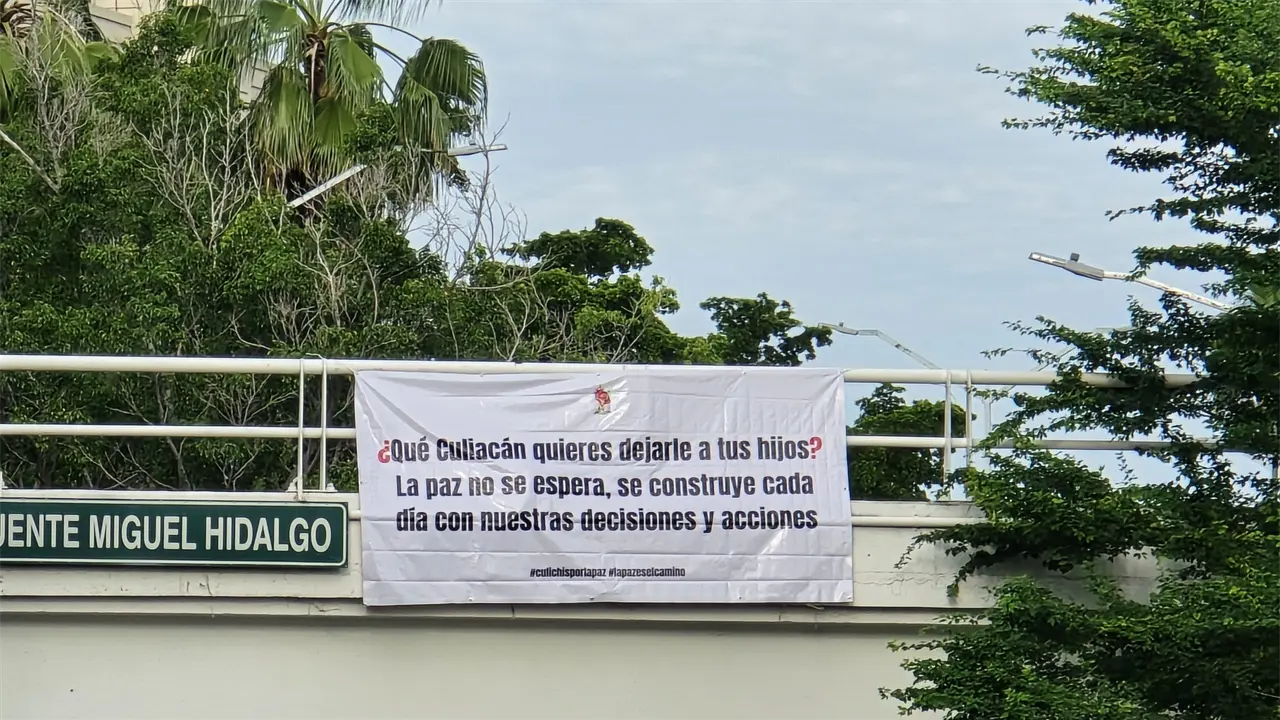 ¿Qué Culiacán quieres dejarle a tus hijos?
La paz no se espera, se construye cada
día con nuestras decisiones y acciones
#culichisporlapaz #lapazeselcamino
UENTE MIGUEL HIDALGO